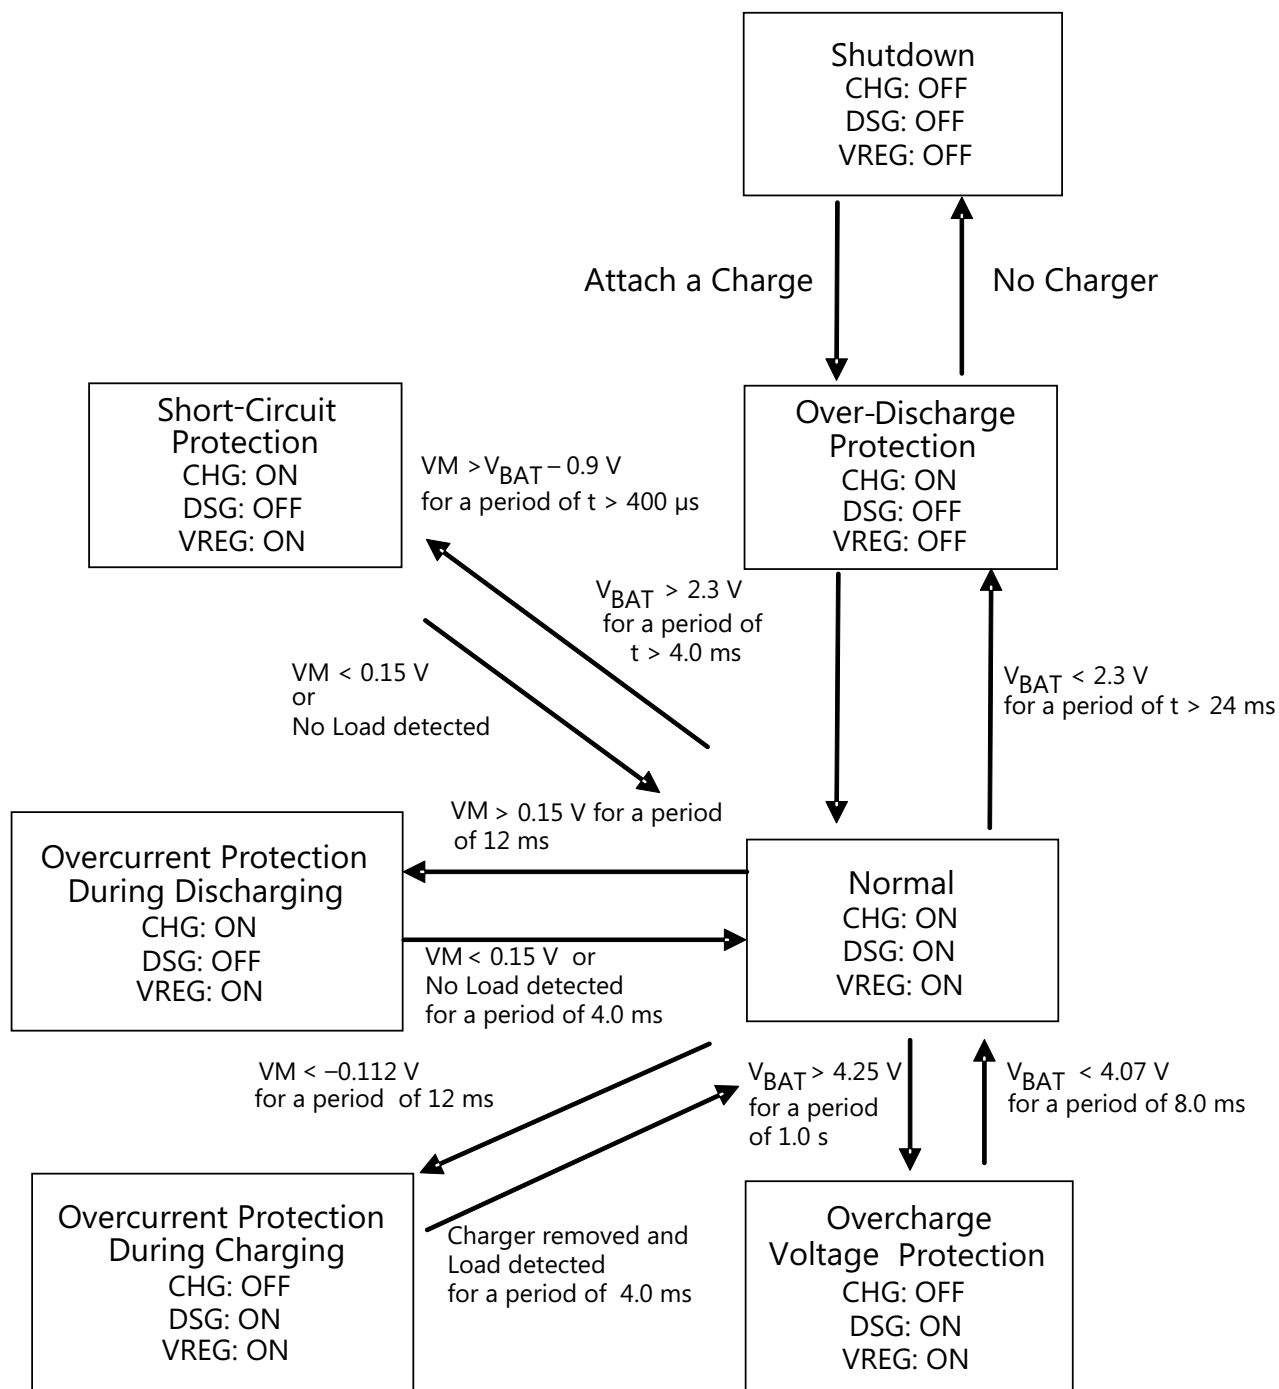 Shutdown
CHG: OFF
DSG: OFF
VREG: OFF
Attach a Charge
No Charger
Short-Circuit
Protection
CHG: ON
DSG: OFF
VREG: ON
VM > VBAT – 0.9 V
for a period of t > 400 µs
Over-Discharge
Protection
CHG: ON
DSG: OFF
VREG: OFF
VBAT > 2.3 V
for a period of
t > 4.0 ms
VM < 0.15 V
or
No Load detected
VBAT < 2.3 V
for a period of t > 24 ms
VM > 0.15 V for a period
of 12 ms
Overcurrent Protection
During Discharging
CHG: ON
DSG: OFF
VREG: ON
Normal
CHG: ON
DSG: ON
VREG: ON
VM < 0.15 V or
No Load detected
for a period of 4.0 ms
VM < –0.112 V
for a period of 12 ms
VBAT > 4.25 V
for a period
of 1.0 s
VBAT < 4.07 V
for a period of 8.0 ms
Overcurrent Protection
During Charging
CHG: OFF
DSG: ON
VREG: ON
Charger removed and
Load detected
for a period of 4.0 ms
Overcharge
Voltage Protection
CHG: OFF
DSG: ON
VREG: ON